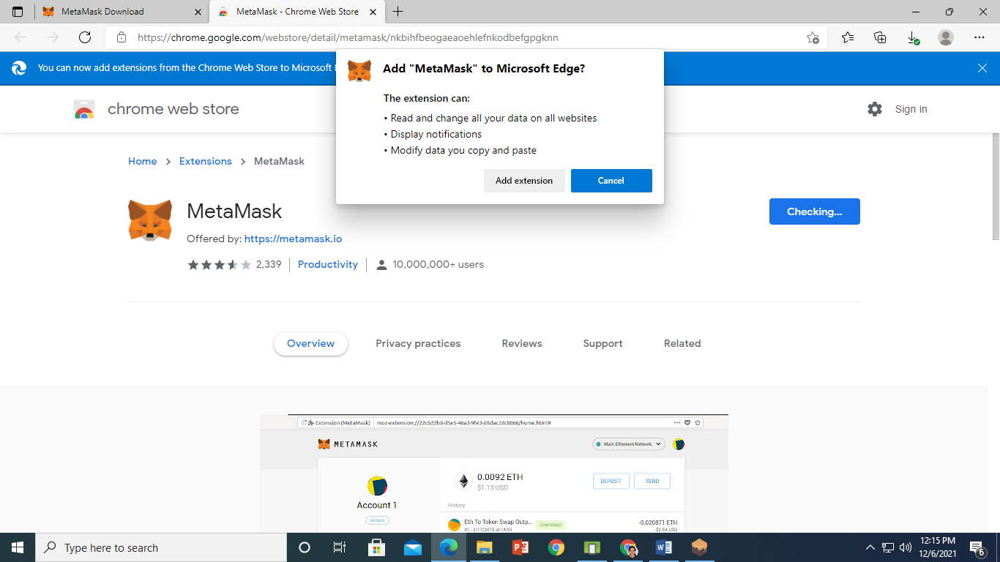 MetaMask Download
MetaMask - Chrome Web Store
https://chrome.google.com/webstore/detail/metamask/nkbihfbeogaeaoehlefnkodbefgpgknn
You can now add extensions from the Chrome Web Store to Microsoft
Add "MetaMask" to Microsoft Edge?
The extension can:
• Read and change all your data on all websites
• Display notifications
• Modify data you copy and paste
Add extension
Cancel
chrome web store
Sign in
Home > Extensions > MetaMask
MetaMask
Checking...
Offered by: https://metamask.io
2,339
Productivity
10,000,000+ users
Overview
Privacy practices
Reviews
Support
Related
Extension (MetaMask)
moz-extension://22cb22b8-d5e5-46a3-9fe3-d8dac28c8066/home.html#
METAMASK
Main Ethereum Network
Account 1
DETAILS
0.0092 ETH
$1.13 USD
DEPOSIT
SEND
History
Eth To Token Swap Outp...
CONFIRMED
-0.020871 ETH
#1 - 2/11/2019 at 14:55
-$2.54 USD
Type here to search
12:15 PM
12/6/2021
6